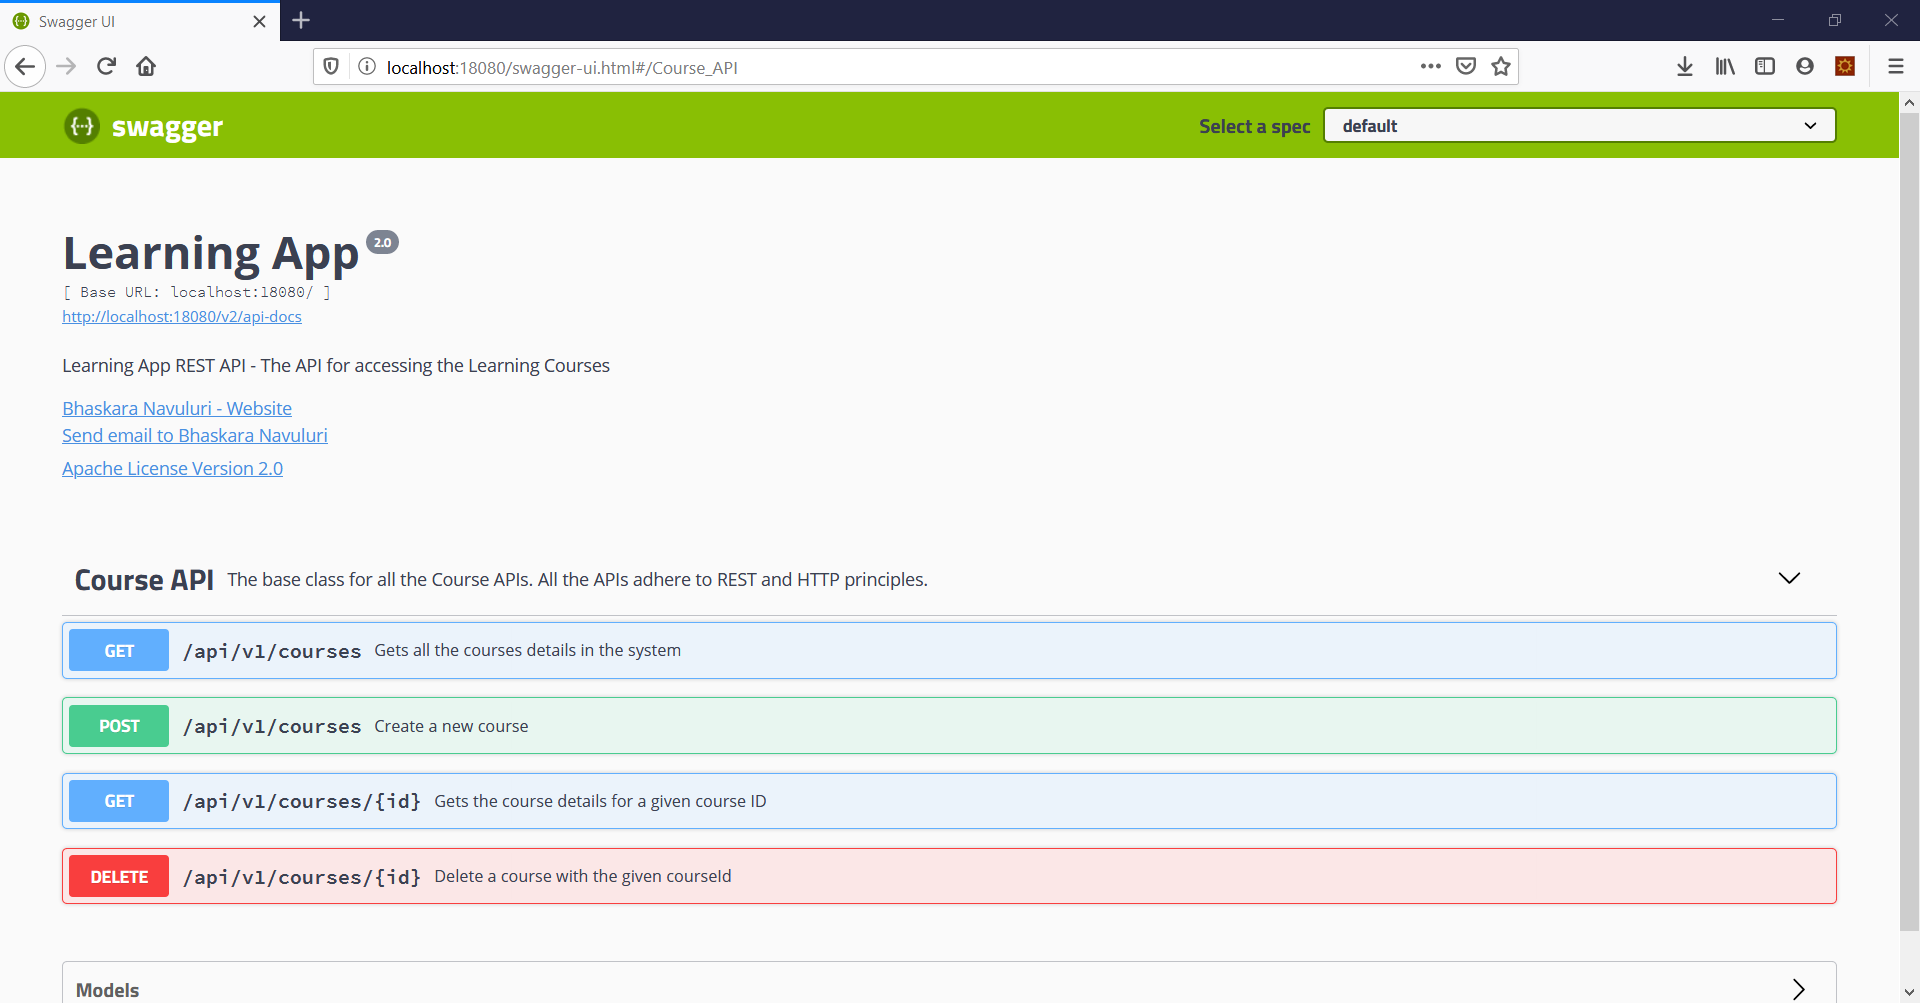 Swagger UI
localhost:18080/swagger-ui.html#/Course_API
{···} swagger
Select a spec
default
Learning App 2.0
[ Base URL: localhost:18080/ ]
http://localhost:18080/v2/api-docs
Learning App REST API - The API for accessing the Learning Courses
Bhaskara Navuluri - Website
Send email to Bhaskara Navuluri
Apache License Version 2.0
Course API The base class for all the Course APIs. All the APIs adhere to REST and HTTP principles.
GET /api/v1/courses Gets all the courses details in the system
POST /api/v1/courses Create a new course
GET /api/v1/courses/{id} Gets the course details for a given course ID
DELETE /api/v1/courses/{id} Delete a course with the given courseId
Models